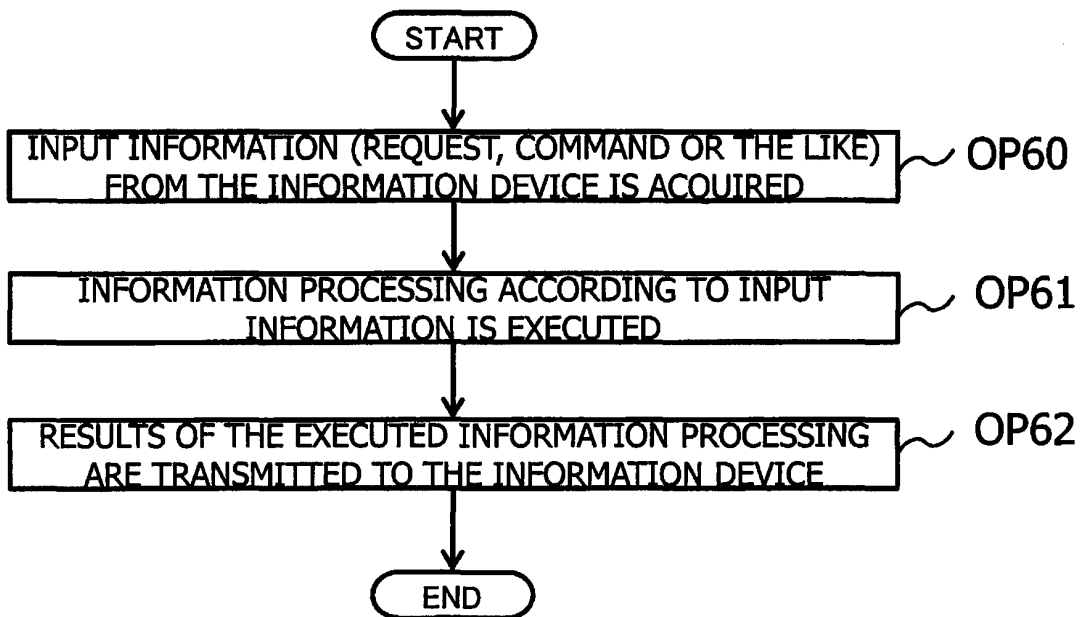 START
INPUT INFORMATION (REQUEST, COMMAND OR THE LIKE)
FROM THE INFORMATION DEVICE IS ACQUIRED
OP60
INFORMATION PROCESSING ACCORDING TO INPUT
INFORMATION IS EXECUTED
OP61
RESULTS OF THE EXECUTED INFORMATION PROCESSING
ARE TRANSMITTED TO THE INFORMATION DEVICE
OP62
END